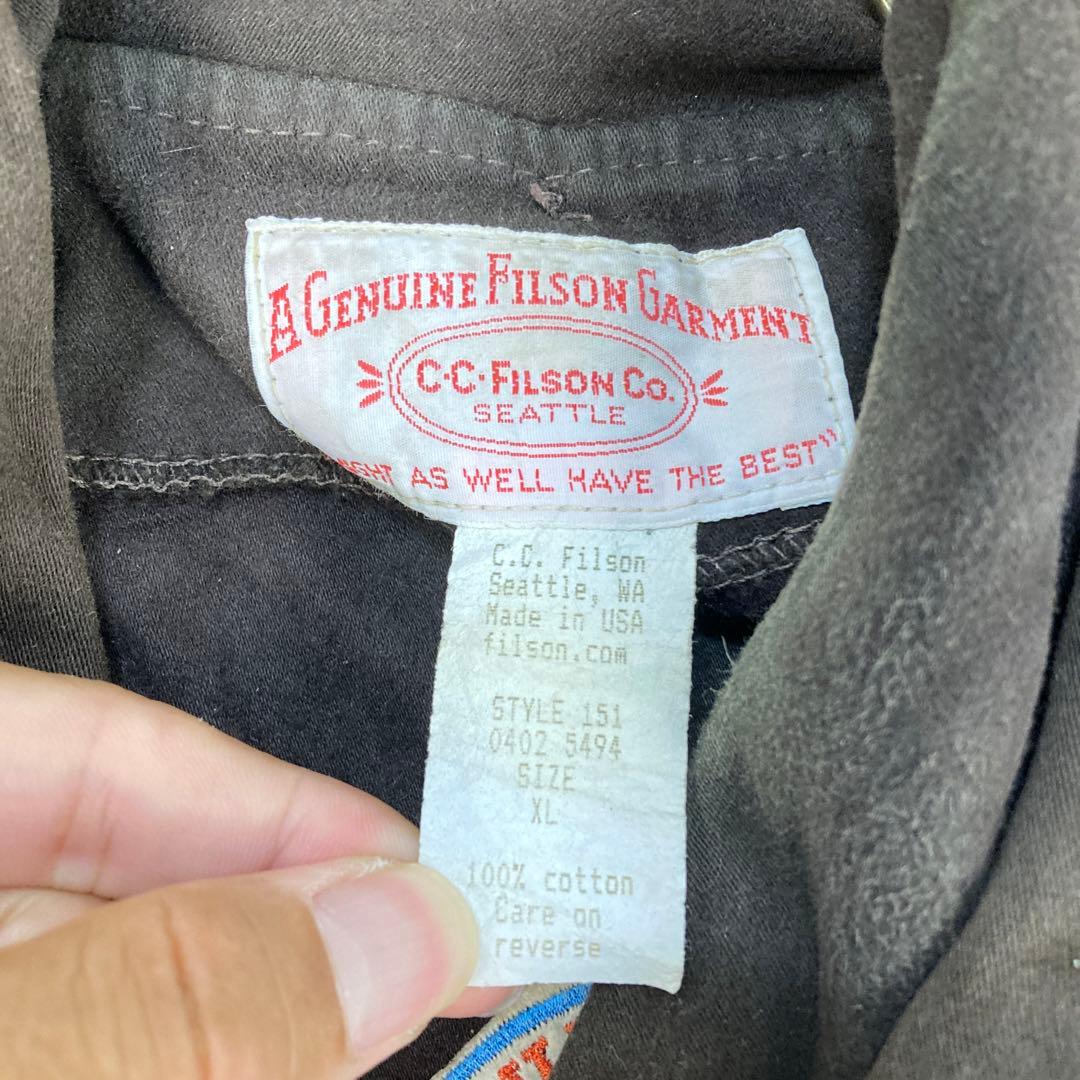 A GENUINE FILSON GARMENT
C·C·FILSON CO.
SEATTLE
AS WELL HAVE THE BEST"
C.C. Filson
Seattle, WA
Made in USA
filson.com
STYLE 151
0402 5494
SIZE
XL
100% cotton
Care on
reverse